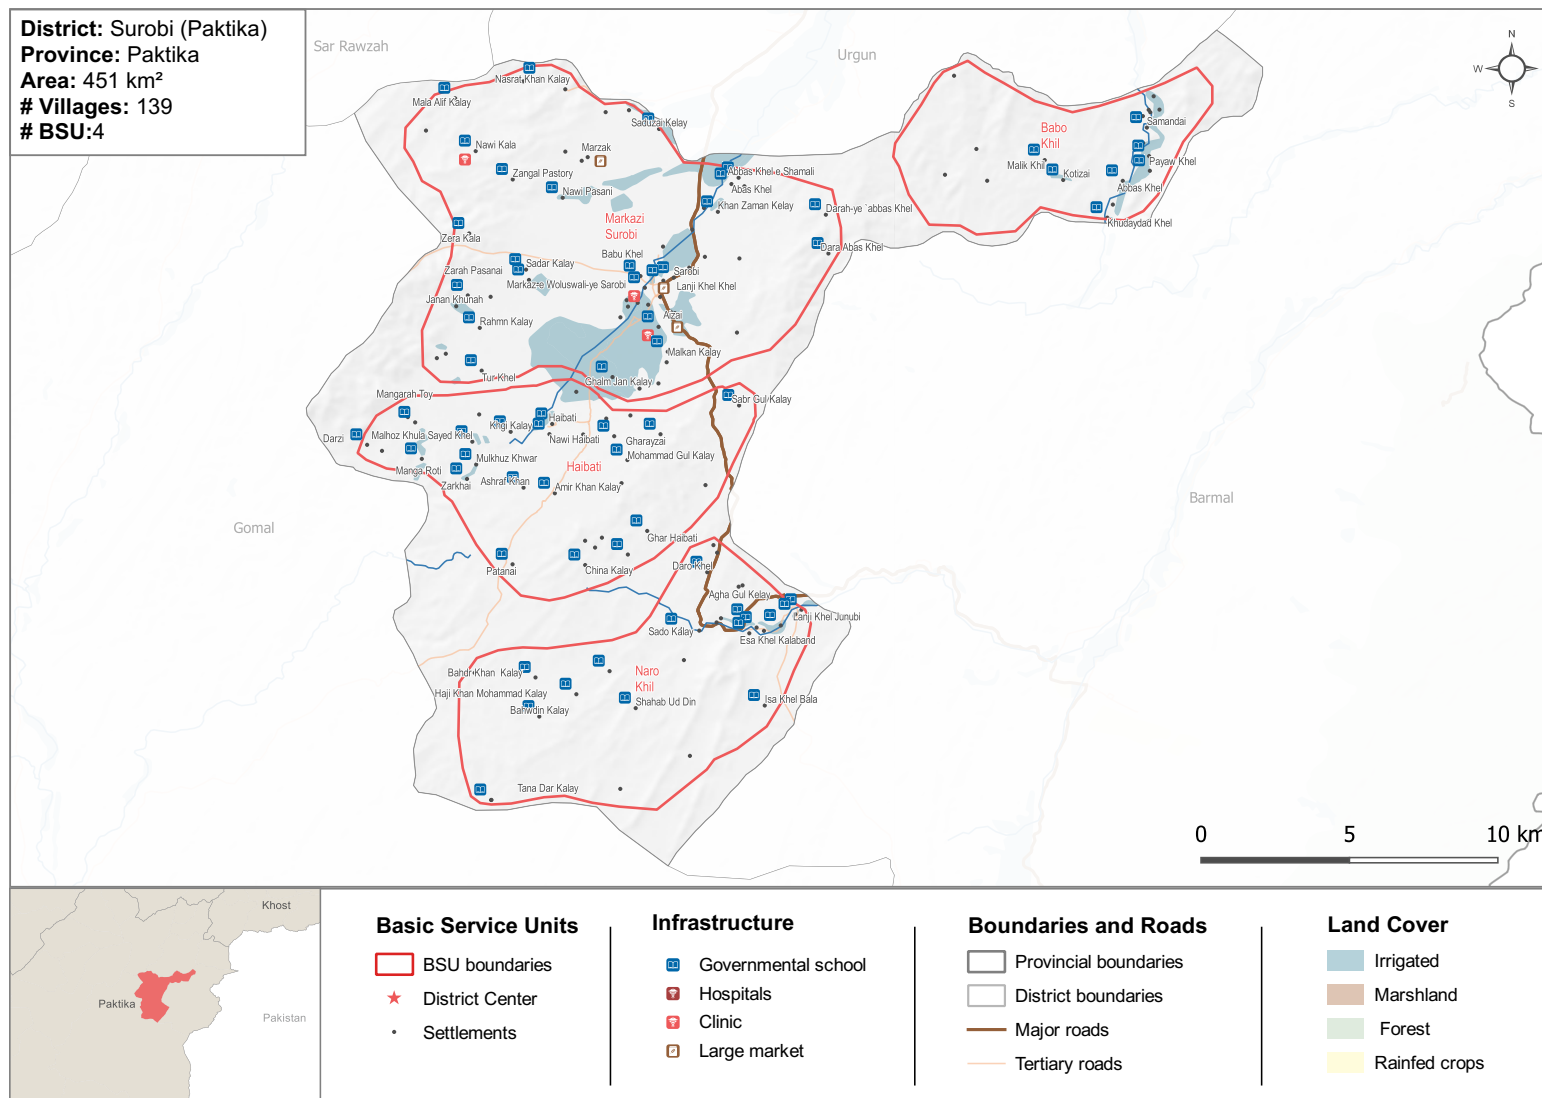 District: Surobi (Paktika)
Province: Paktika
Area: 451 km²
# Villages: 139
# BSU:4
Sar Rawzah
Urgun
N
W
S
Nasrat Khan Kalay
Mala Alif Kalay
Saduzai Kelay
Nawi Kala
Marzak
Zangal Pastory
Nawi Pasani
Abbas Khel-e Shamali
Abas Khel
Khan Zaman Kelay
Darah-ye `abbas Khel
Dara Abas Khel
Babo
Khil
Samandai
Malik Khil
Payaw Khel
Kotizai
Abbas Khel
Khudaydad Khel
Markazi
Surobi
Zera Kala
Babu Khel
Sadar Kalay
Zarah Pasanai
Sarobi
Markaz-e Woluswali-ye Sarobi
Lanji Khel Khel
Janan Khunah
Rahmn Kalay
Aizai
Malkan Kalay
Tur Khel
Ghalm Jan Kalay
Mangarah Toy
Sabr Gul Kalay
Haibati
Khgi Kalay
Darzi
Malhoz Khula Sayed Khel
Nawi Haibati
Gharayzai
Mulkhuz Khwar
Mohammad Gul Kalay
Haibati
Manga Roti
Zarkhai
Ashraf Khan
Amir Khan Kalay
Gomal
Barmal
Ghar Haibati
Patanai
China Kalay
Daro Khel
Agha Gul Kelay
Lanji Khel Junubi
Sado Kalay
Esa Khel Kalaband
Bahdr Khan Kalay
Naro
Khil
Haji Khan Mohammad Kalay
Shahab Ud Din
Isa Khel Bala
Bahwdin Kalay
Tana Dar Kalay
0 5 10 km
Khost
Paktika
Pakistan
Basic Service Units
BSU boundaries
District Center
Settlements
Infrastructure
Governmental school
Hospitals
Clinic
Large market
Boundaries and Roads
Provincial boundaries
District boundaries
Major roads
Tertiary roads
Land Cover
Irrigated
Marshland
Forest
Rainfed crops